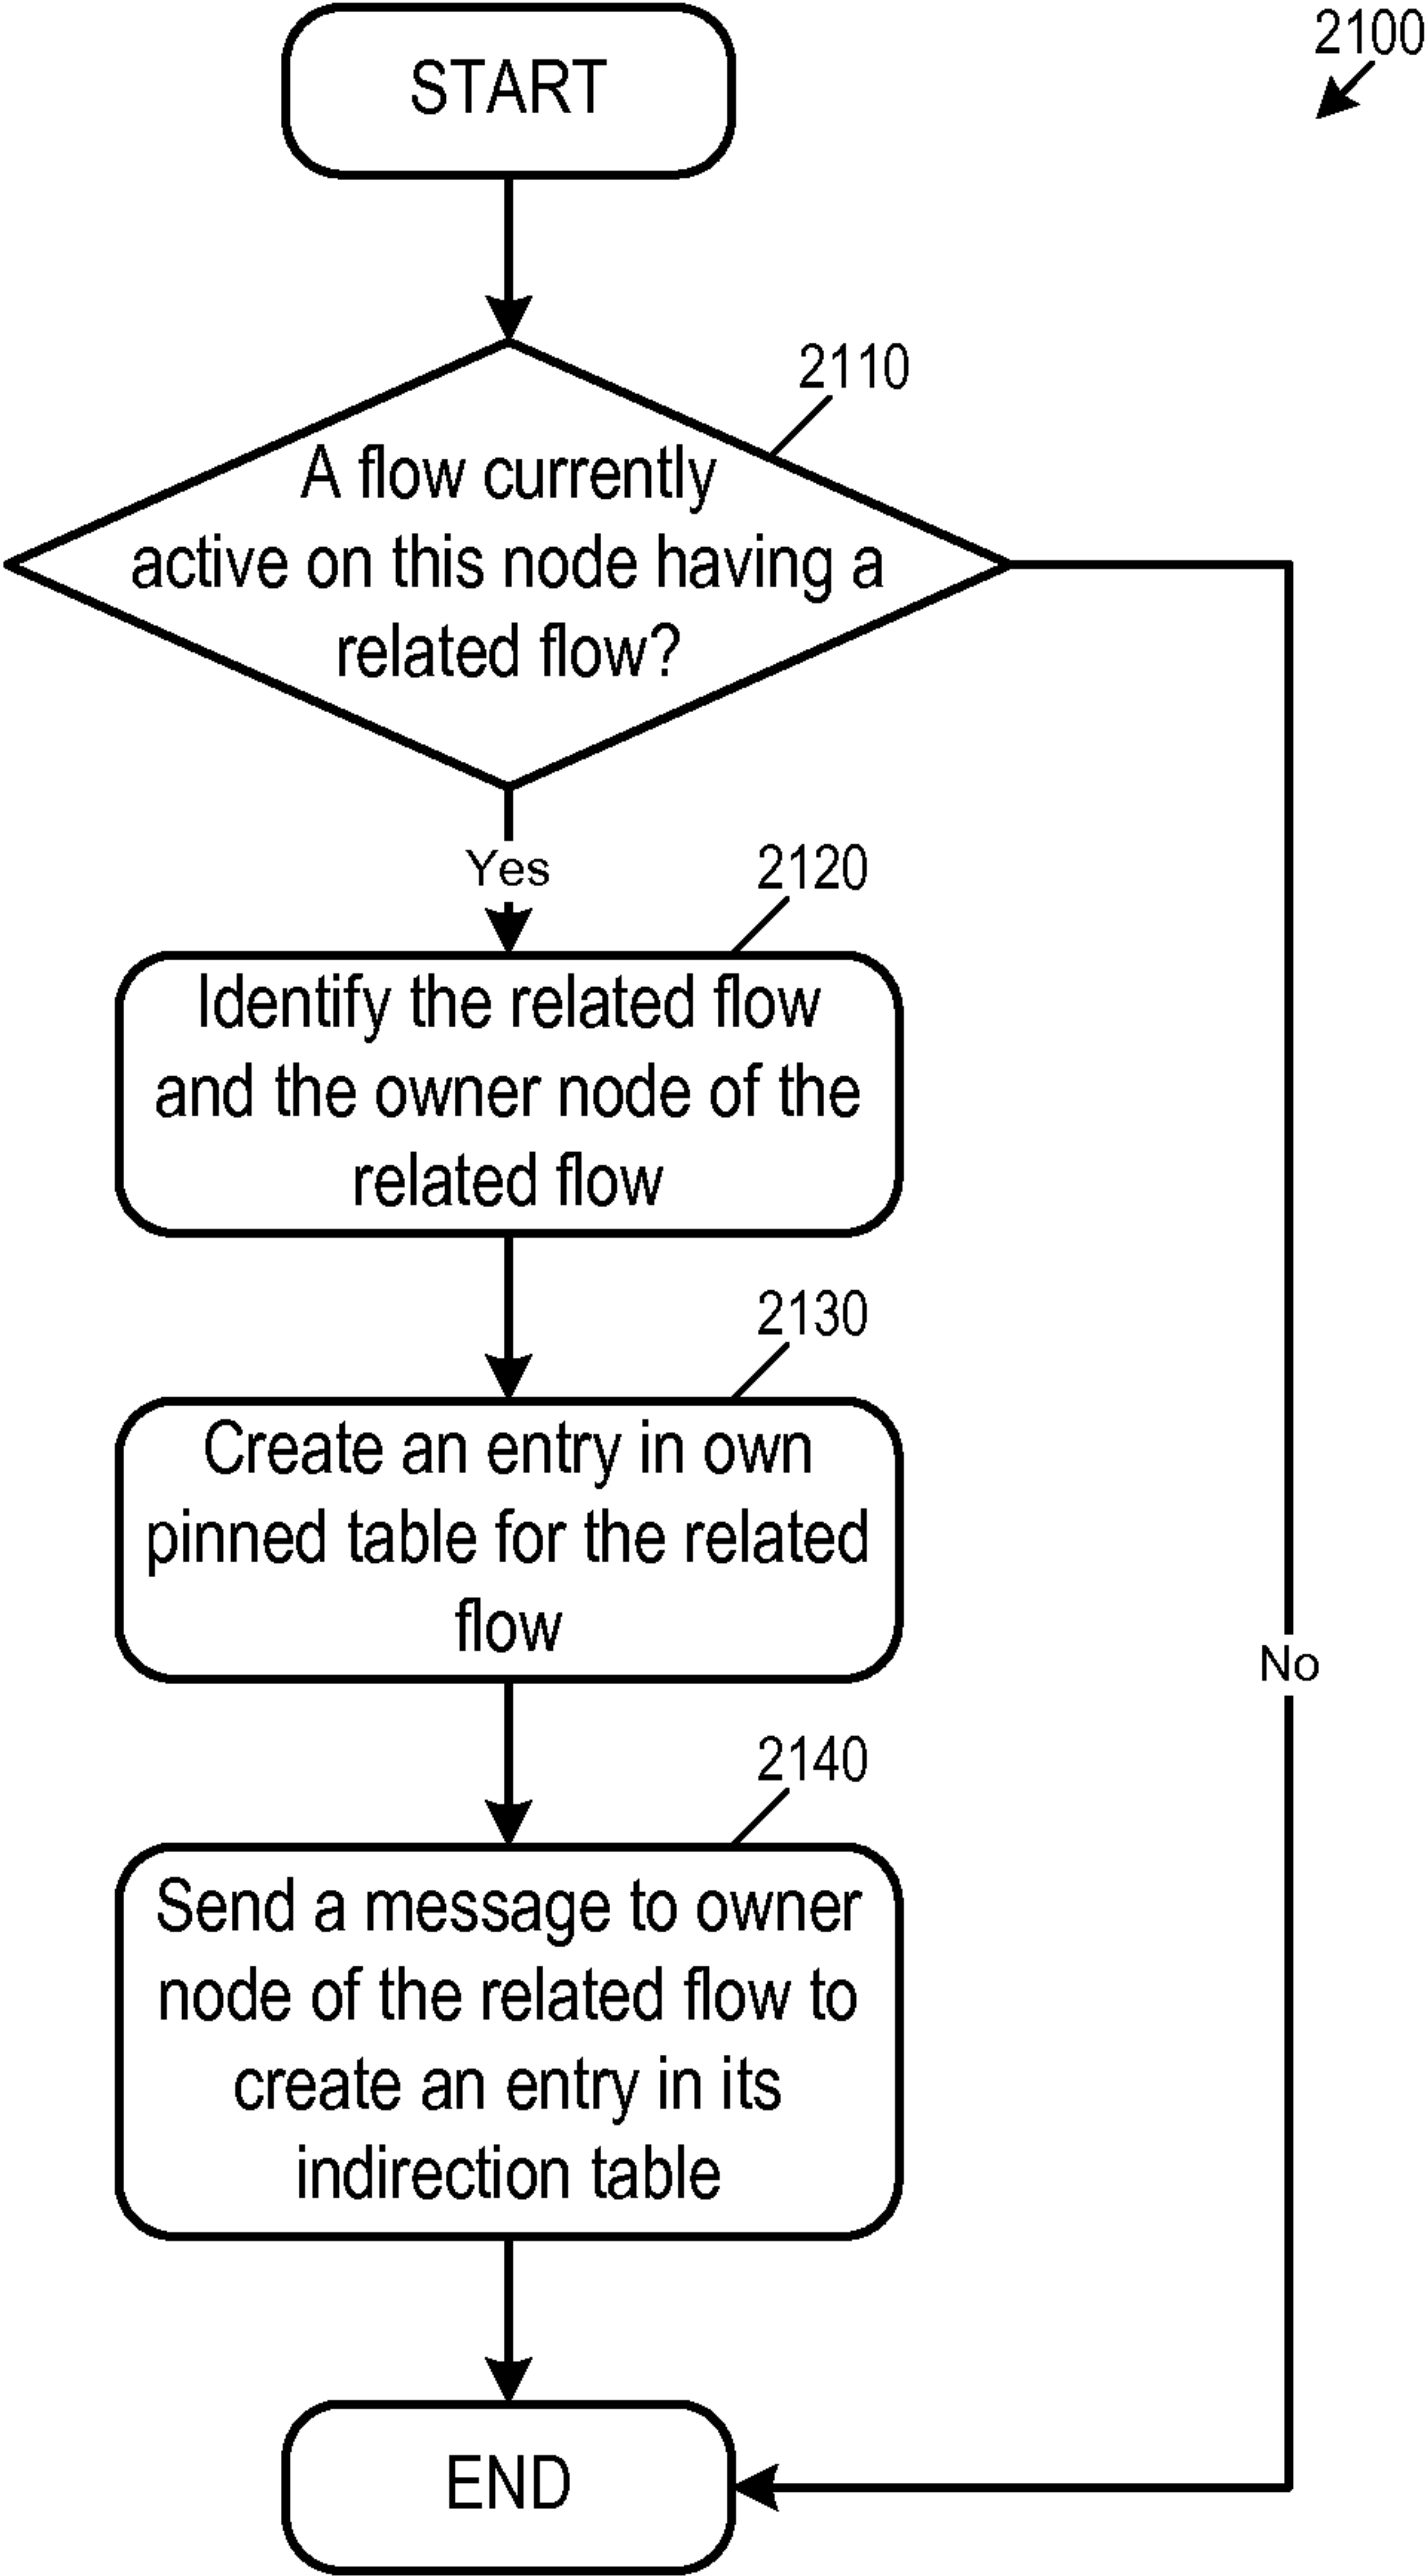 2100
START
2110
A flow currently
active on this node having a
related flow?
Yes
2120
Identify the related flow
and the owner node of the
related flow
2130
Create an entry in own
pinned table for the related
flow
No
2140
Send a message to owner
node of the related flow to
create an entry in its
indirection table
END